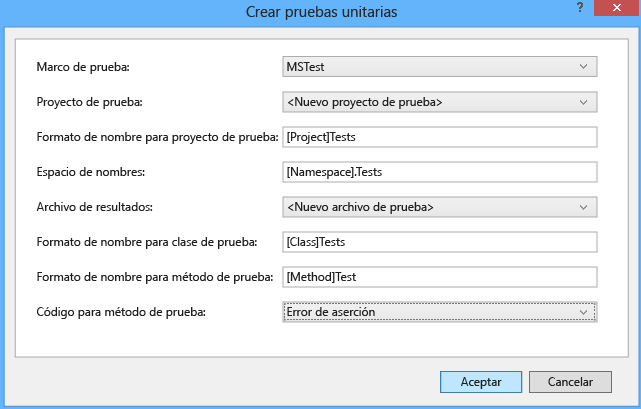 Crear pruebas unitarias
?
Marco de prueba: MSTest
Proyecto de prueba: <Nuevo proyecto de prueba>
Formato de nombre para proyecto de prueba: [Project]Tests
Espacio de nombres: [Namespace].Tests
Archivo de resultados: <Nuevo archivo de prueba>
Formato de nombre para clase de prueba: [Class]Tests
Formato de nombre para método de prueba: [Method]Test
Código para método de prueba: Error de aserción
Aceptar Cancelar